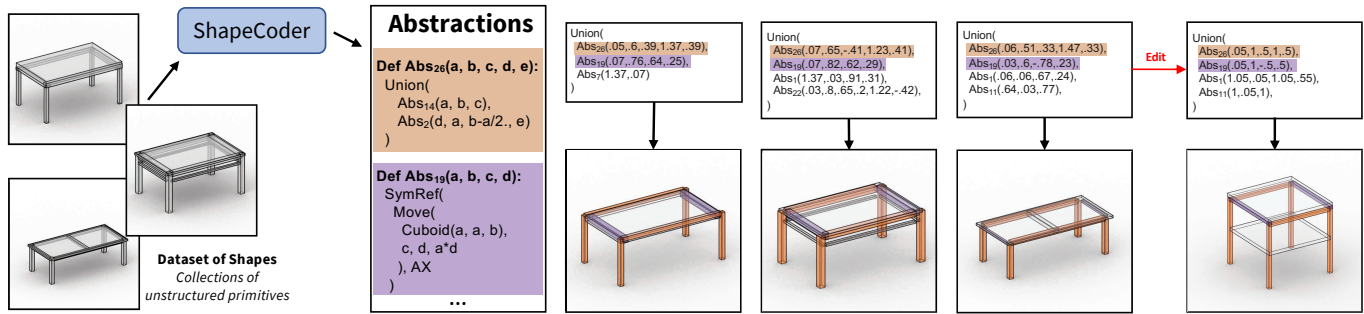 ShapeCoder
Dataset of Shapes
Collections of
unstructured primitives
Abstractions
Def Abs26(a, b, c, d, e):
Union(
Abs14(a, b, c),
Abs2(d, a, b-a/2., e)
)
Def Abs19(a, b, c, d):
SymRef(
Move(
Cuboid(a, a, b),
c, d, a*d
), AX
)
...
Union(
Abs26(.05,.6,.39,1.37,.39),
Abs19(.07,.76,.64,.25),
Abs7(1.37,.07)
)
Union(
Abs26(.07,.65,-.41,1.23,.41),
Abs19(.07,.82,.62,.29),
Abs1(1.37,.03,.91,.31),
Abs22(.03,.8,.65,.2,1.22,-.42),
)
Union(
Abs26(.06,.51,.33,1.47,.33),
Abs19(.03,.6,-.78,.23),
Abs1(.06,.06,.67,.24),
Abs11(.64,.03,.77),
)
Edit
Union(
Abs26(.05,1,.5,1,.5),
Abs19(.05,1,-.5,.5),
Abs1(1.05,.05,1.05,.55),
Abs11(1,.05,1),
)